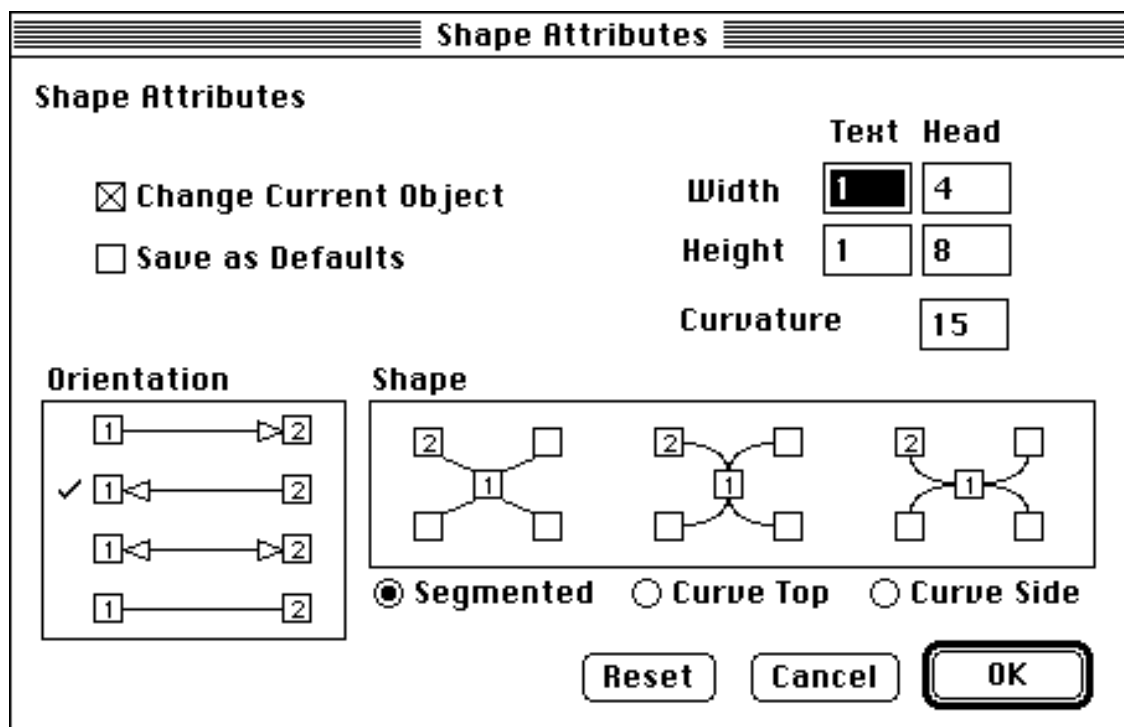 Shape Attributes
Shape Attributes
Text Head
Change Current Object
Width 1 4
Save as Defaults
Height 1 8
Curvature 15
Orientation
1 2
1 2
1 2
1 2
Shape
2 2 2
1 1 1
Segmented Curve Top Curve Side
Reset Cancel OK